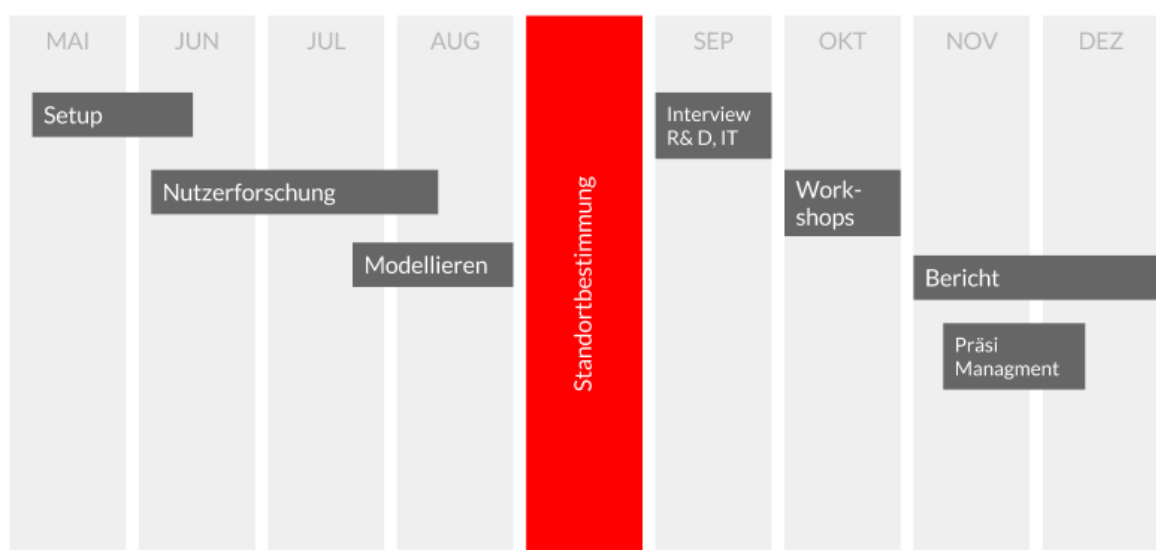 MAI
JUN
JUL
AUG
SEP
OKT
NOV
DEZ
Setup
Interview
R& D, IT
Nutzerforschung
Work-
shops
Modellieren
Standortbestimmung
Bericht
Präsi
Managment